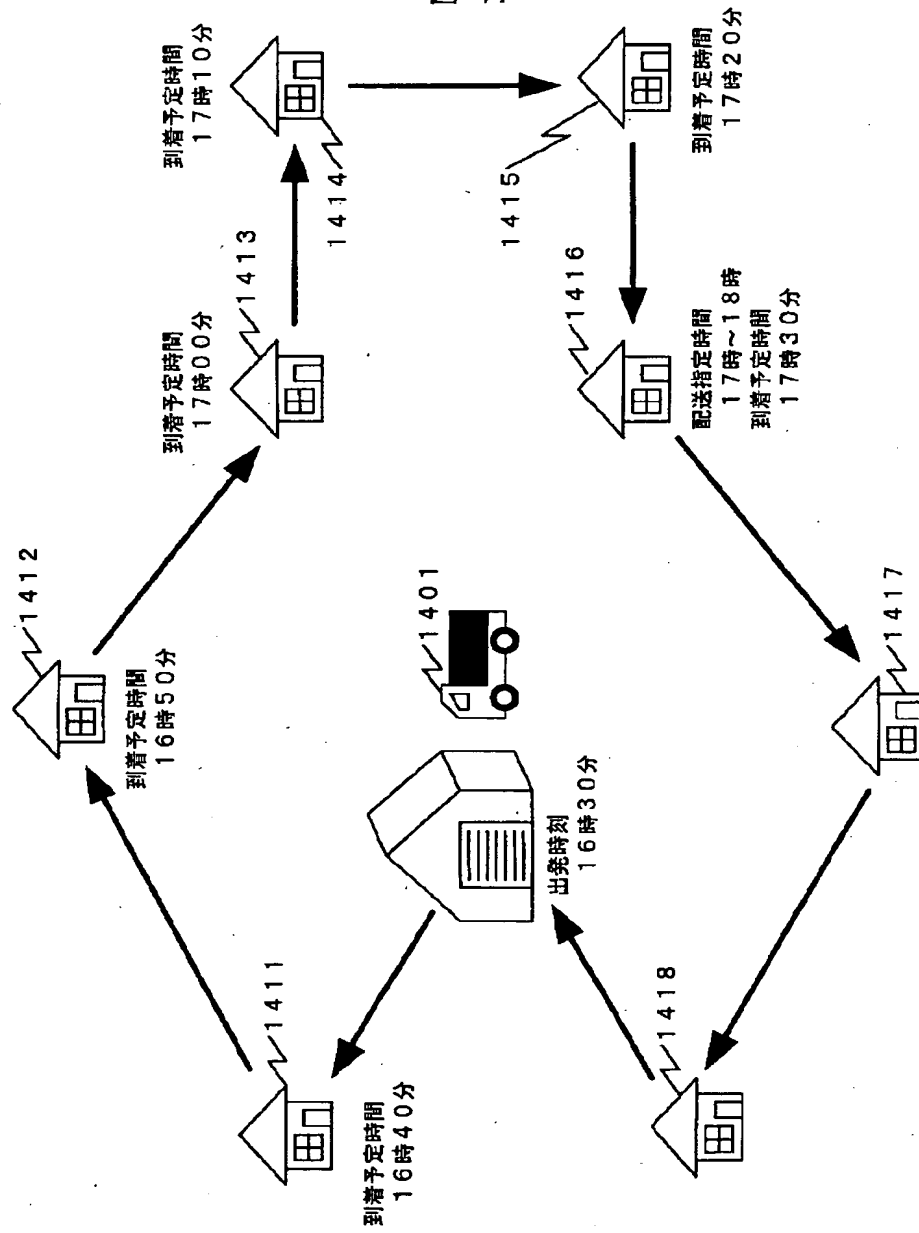 到着予定時間
16時40分
1411
到着予定時間
16時50分
1412
到着予定時間
17時00分
1413
到着予定時間
17時10分
1414
1415
到着予定時間
17時20分
1416
配送指定時間
17時～18時
到着予定時間
17時30分
1417
1418
出発時刻
16時30分
1401